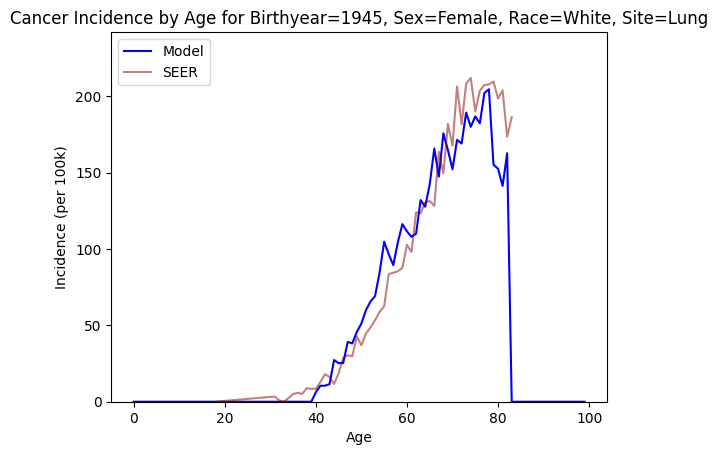 Cancer Incidence by Age for Birthyear=1945, Sex=Female, Race=White, Site=Lung
Model
SEER
200
150
100
50
0
Incidence (per 100k)
0 20 40 60 80 100
Age